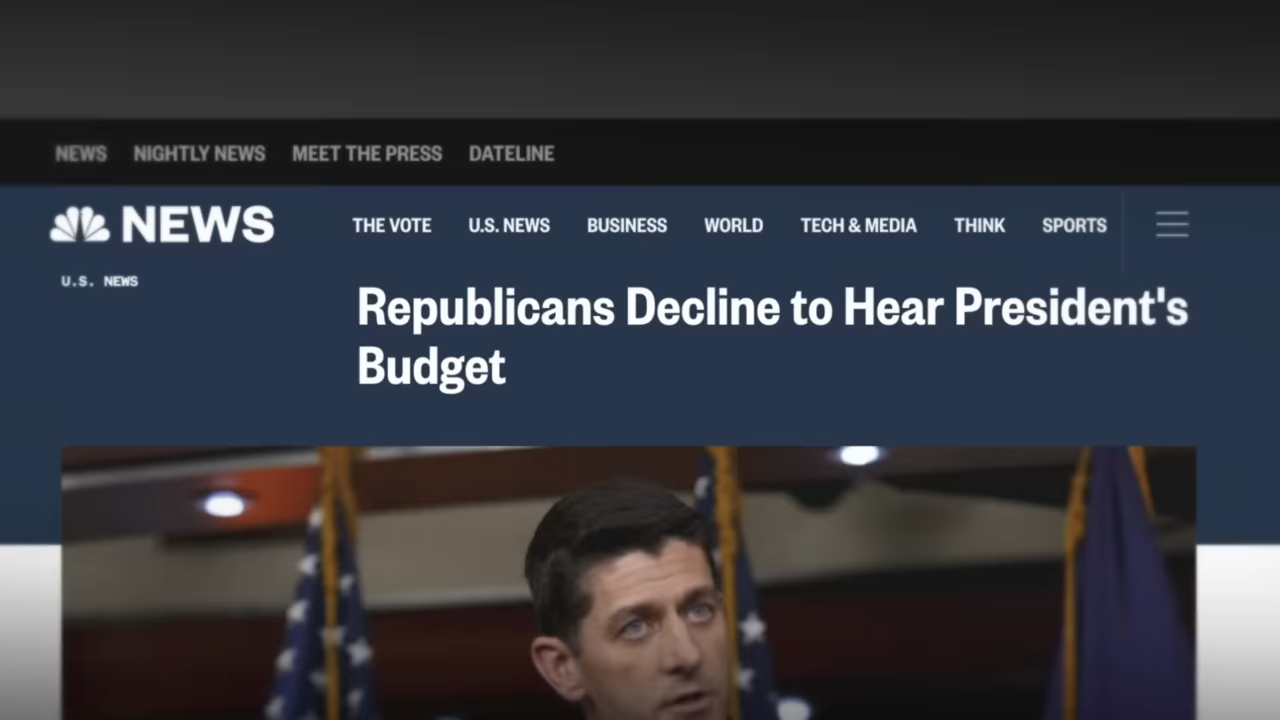 NEWS NIGHTLY NEWS MEET THE PRESS DATELINE
NEWS THE VOTE U.S. NEWS BUSINESS WORLD TECH & MEDIA THINK SPORTS
U.S. NEWS
Republicans Decline to Hear President's
Budget